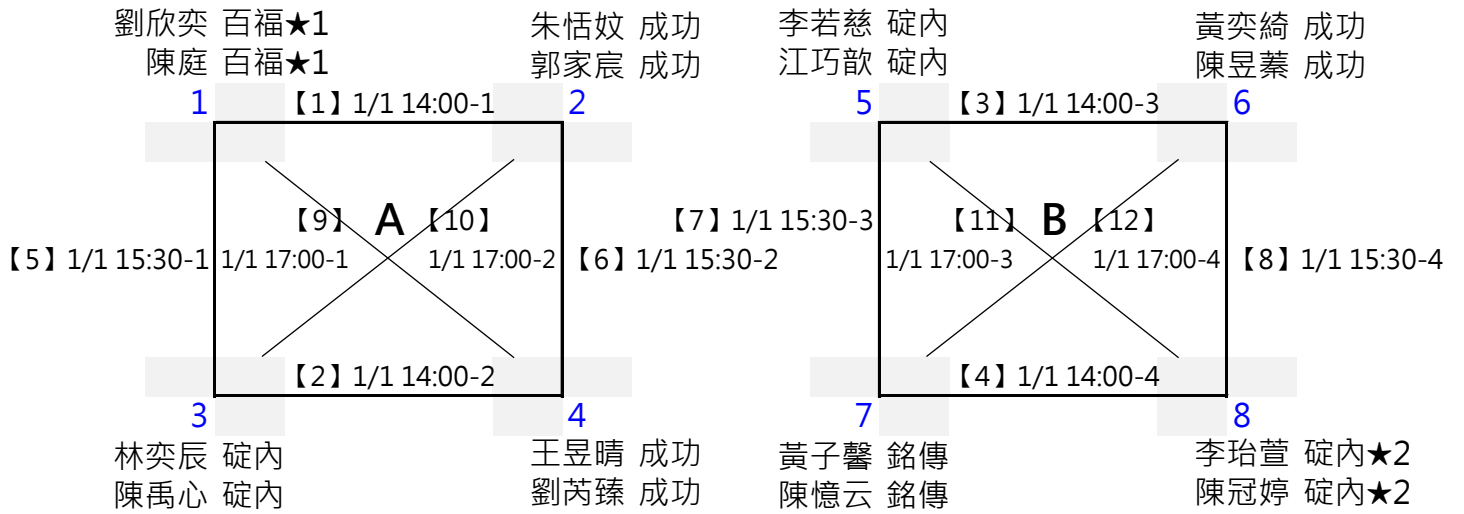 劉欣奕 百福★1
陳庭 百福★1
朱恬妏 成功
郭家宸 成功
李若慈 碇內
江巧歆 碇內
黃奕綺 成功
陳昱蓁 成功
1 【1】1/1 14:00-1 2
5 【3】1/1 14:00-3 6
【9】 A 【10】
【7】1/1 15:30-3
【11】 B 【12】
【5】1/1 15:30-1
1/1 17:00-1
1/1 17:00-2
【6】1/1 15:30-2
1/1 17:00-3
1/1 17:00-4
【8】1/1 15:30-4
【2】1/1 14:00-2
【4】1/1 14:00-4
3
4
7
8
林奕辰 碇內
陳禹心 碇內
王昱晴 成功
劉芮臻 成功
黃子馨 銘傳
陳憶云 銘傳
李珆萱 碇內★2
陳冠婷 碇內★2